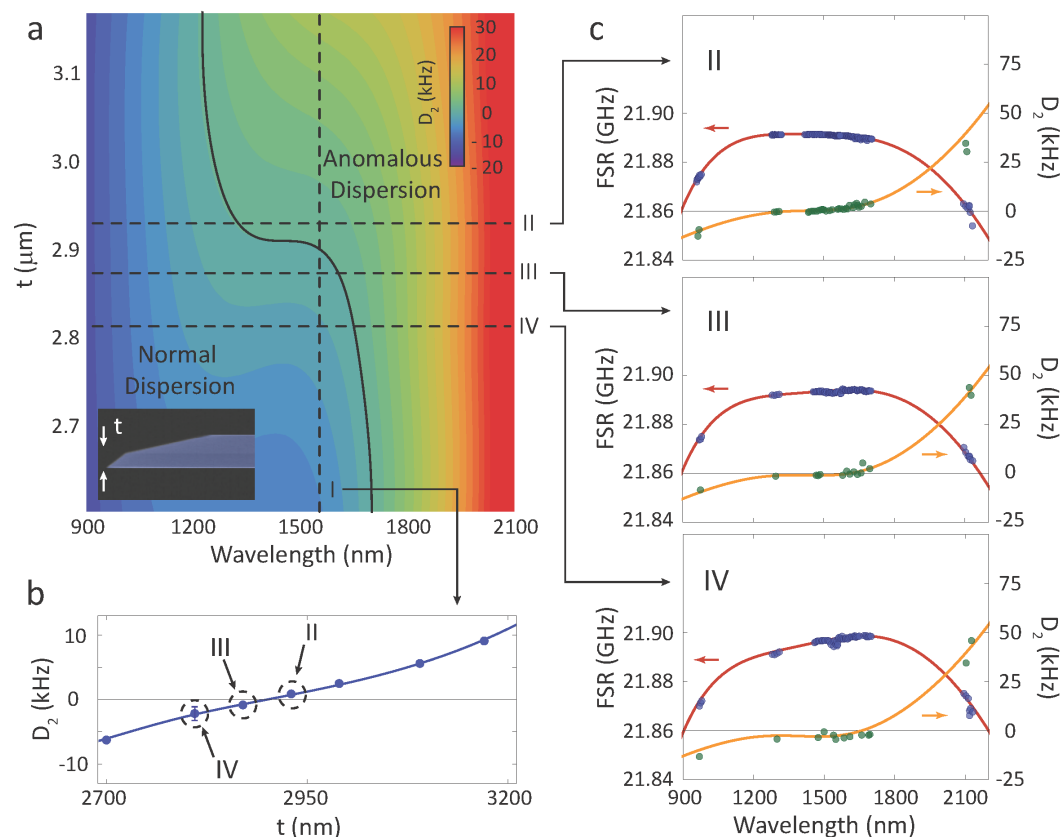 a
3.1
3.0
2.9
2.8
2.7
t (μm)
30
20
10
0
- 10
- 20
D₂ (kHz)
Anomalous
Dispersion
Normal
Dispersion
t
I
II
III
IV
900
1200
1500
1800
2100
Wavelength (nm)
b
10
0
-10
D₂ (kHz)
III
II
IV
2700
2950
3200
t (nm)
c
II
21.90
21.88
21.86
21.84
FSR (GHz)
75
50
25
0
-25
D₂ (kHz)
III
21.90
21.88
21.86
21.84
FSR (GHz)
75
50
25
0
-25
D₂ (kHz)
IV
21.90
21.88
21.86
21.84
FSR (GHz)
75
50
25
0
-25
D₂ (kHz)
900
1200
1500
1800
2100
Wavelength (nm)